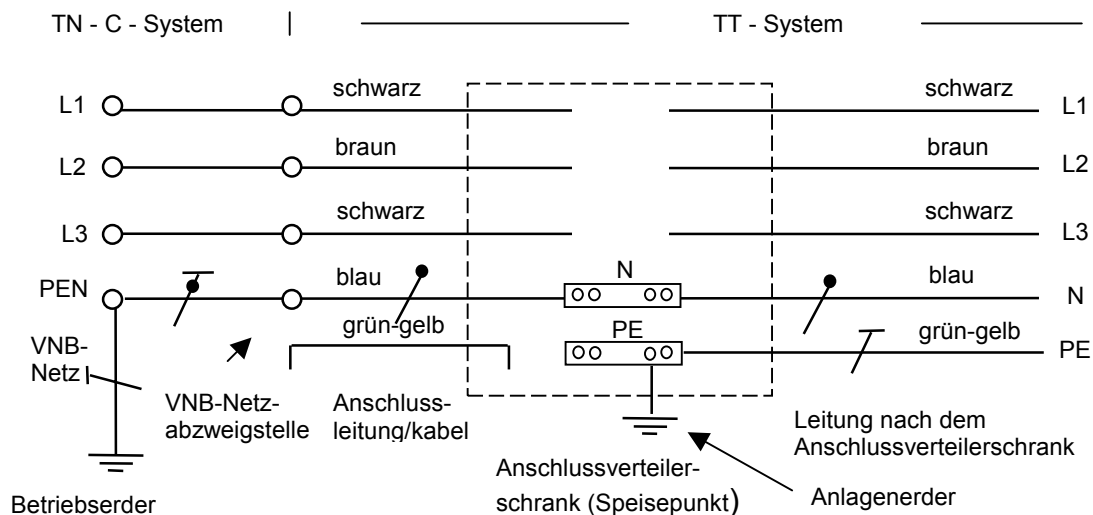 TN - C - System | TT - System
L1 schwarz schwarz L1
L2 braun braun L2
L3 schwarz schwarz L3
PEN blau N blau N
grün-gelb PE grün-gelb PE
VNB-
Netz
VNB-Netz-
abzweigstelle
Anschluss-
leitung/kabel
Leitung nach dem
Anschlussverteilerschrank
Anschlussverteiler-
schrank (Speisepunkt)
Anlagenerder
Betriebserder